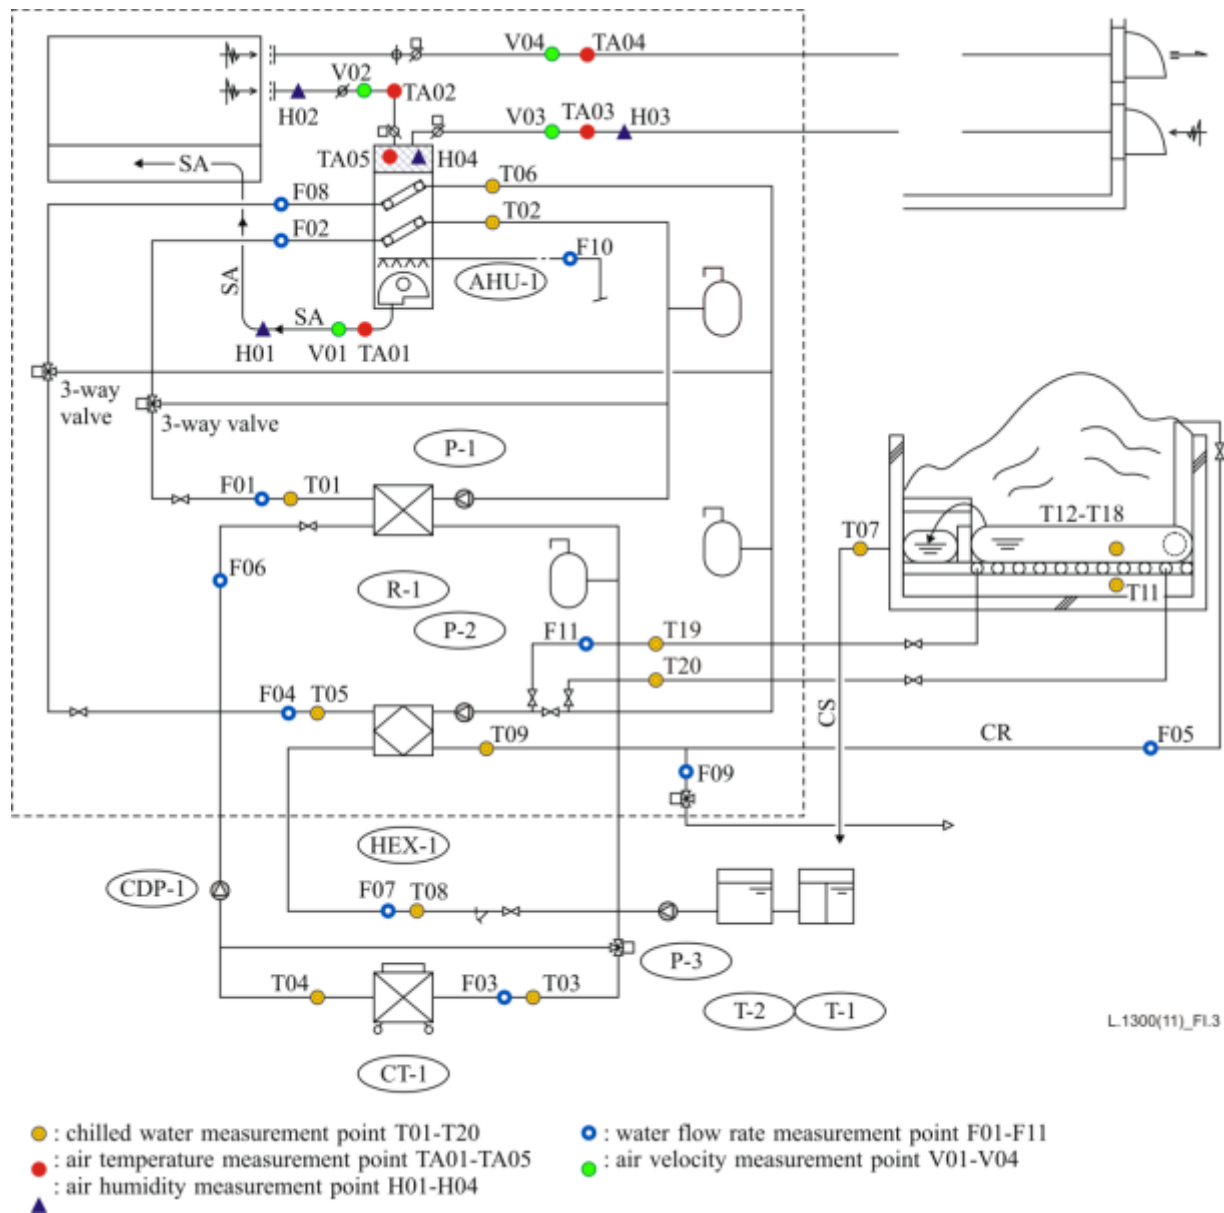 V04 TA04
V02
TA02
H02
V03 TA03 H03
TA05 H04
SA
F08 T06
F02 T02
F10
AHU-1
SA
SA
H01 V01 TA01
3-way
valve
3-way valve
P-1
F01 T01
T07
T12-T18
F06
R-1
T11
P-2
F11 T19
T20
F04 T05
CS
T09
CR
F05
F09
HEX-1
CDP-1
F07 T08
P-3
T04 F03 T03
T-2 T-1
L.1300(11)_FI.3
CT-1
: chilled water measurement point T01-T20
: water flow rate measurement point F01-F11
: air temperature measurement point TA01-TA05
: air velocity measurement point V01-V04
: air humidity measurement point H01-H04